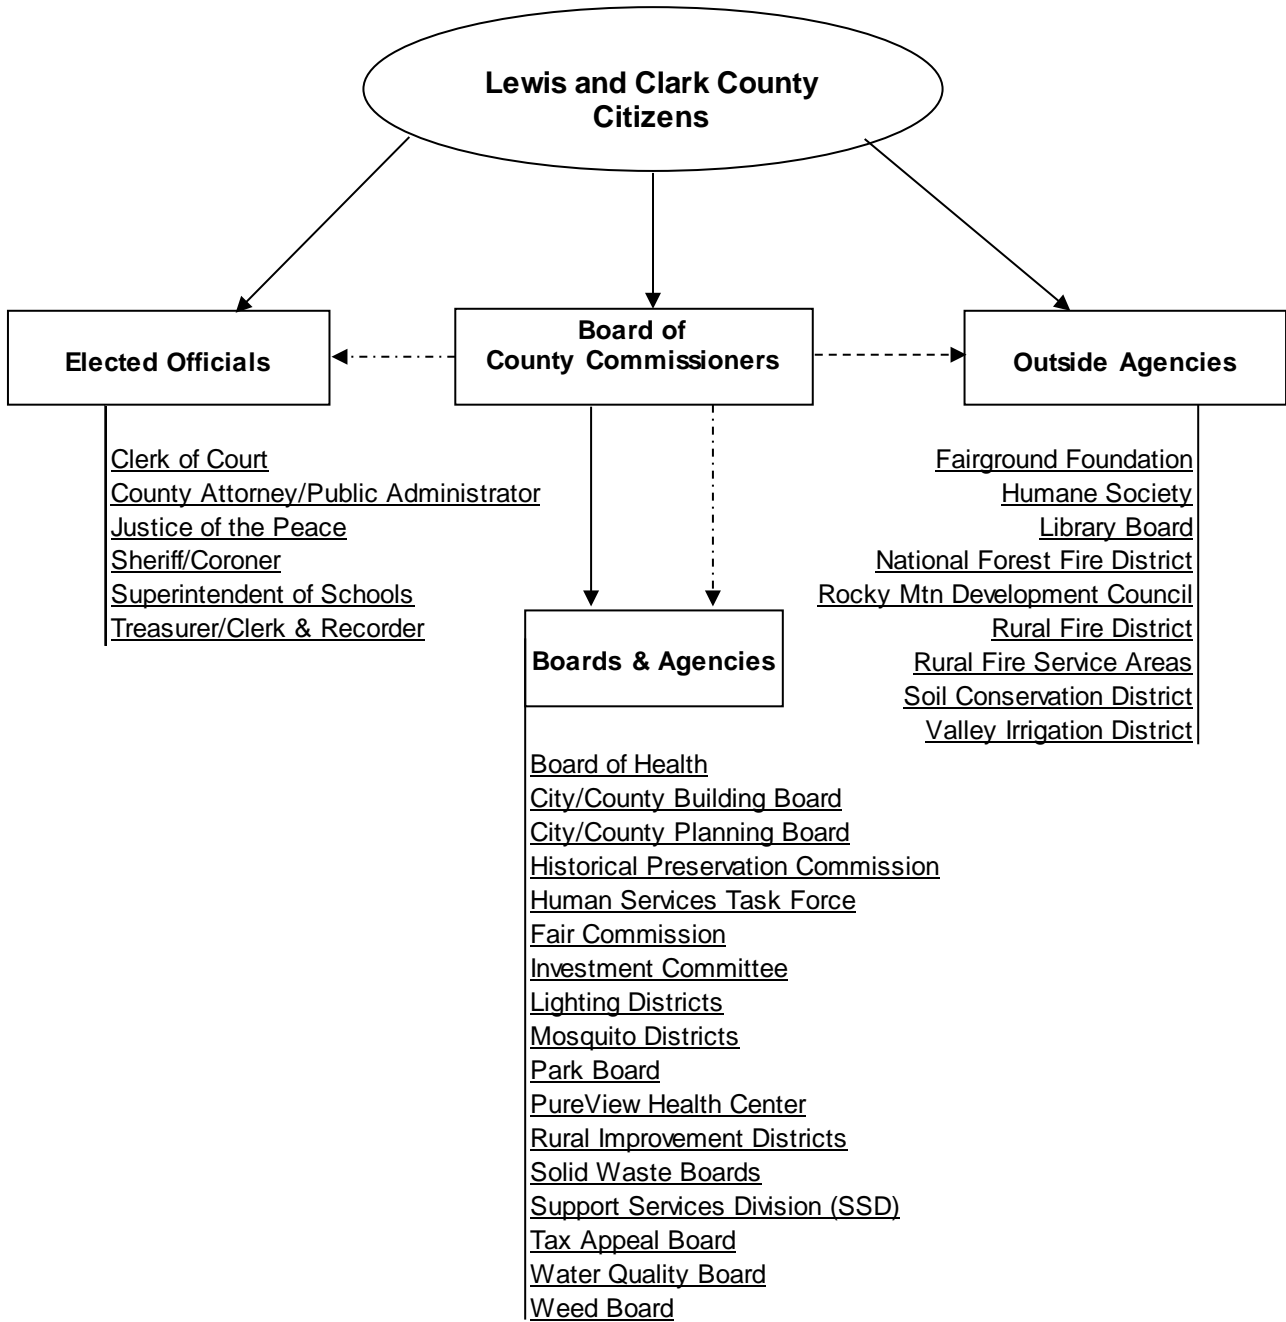 Lewis and Clark County
Citizens
Elected Officials
Board of
County Commissioners
Outside Agencies
Clerk of Court
County Attorney/Public Administrator
Justice of the Peace
Sheriff/Coroner
Superintendent of Schools
Treasurer/Clerk & Recorder
Fairground Foundation
Humane Society
Library Board
National Forest Fire District
Rocky Mtn Development Council
Rural Fire District
Rural Fire Service Areas
Soil Conservation District
Valley Irrigation District
Boards & Agencies
Board of Health
City/County Building Board
City/County Planning Board
Historical Preservation Commission
Human Services Task Force
Fair Commission
Investment Committee
Lighting Districts
Mosquito Districts
Park Board
PureView Health Center
Rural Improvement Districts
Solid Waste Boards
Support Services Division (SSD)
Tax Appeal Board
Water Quality Board
Weed Board